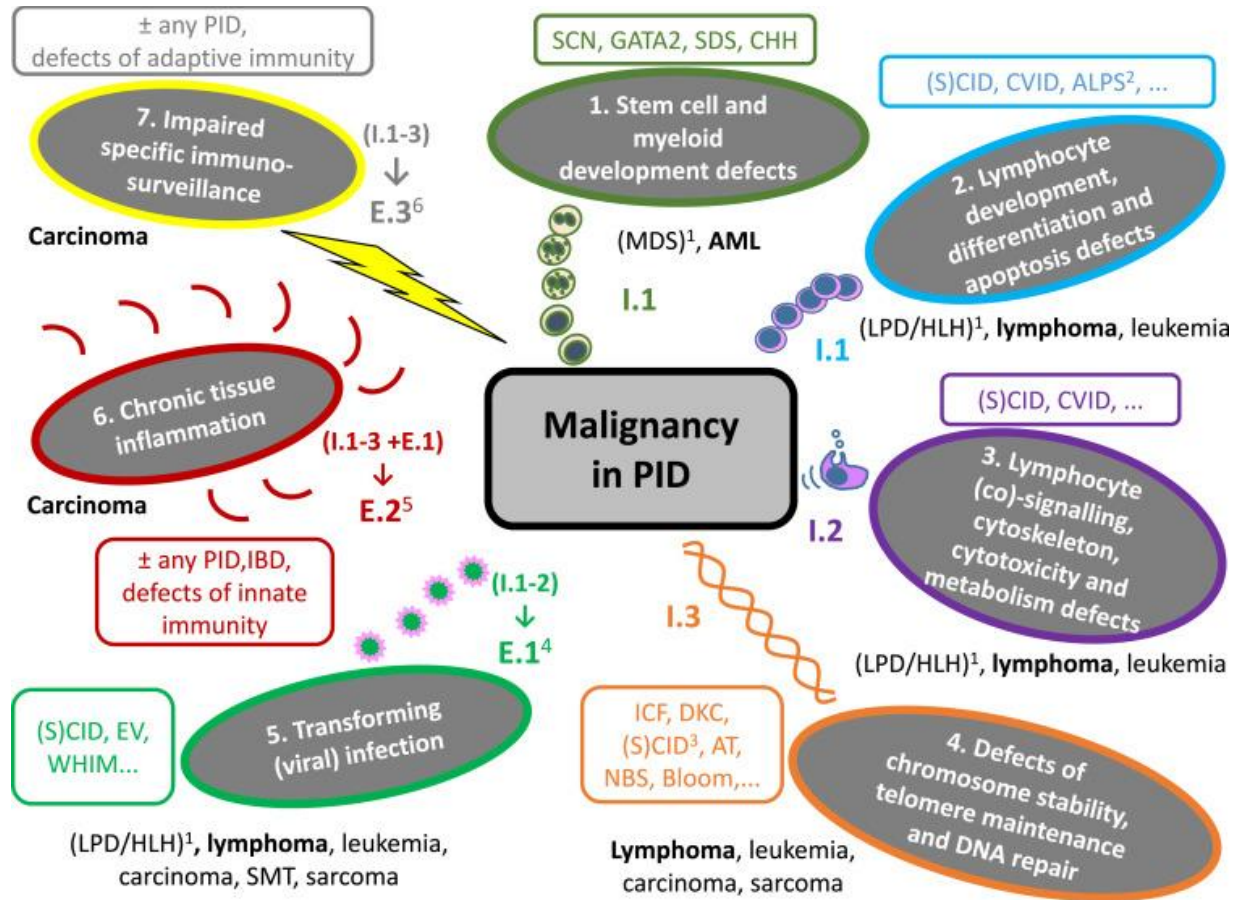 ± any PID,
defects of adaptive immunity
7. Impaired
specific immuno-
surveillance
(I.1-3)
↓
E.3⁶
Carcinoma
SCN, GATA2, SDS, CHH
1. Stem cell and
myeloid
development defects
(MDS)¹, AML
I.1
(S)CID, CVID, ALPS², ...
2. Lymphocyte
development,
differentiation and
apoptosis defects
(LPD/HLH)¹, lymphoma, leukemia
I.1
Malignancy
in PID
6. Chronic tissue
inflammation
(I.1-3 +E.1)
↓
E.2⁵
Carcinoma
± any PID,IBD,
defects of innate
immunity
(S)CID, CVID, ...
3. Lymphocyte
(co)-signalling,
cytoskeleton,
cytotoxicity and
metabolism defects
I.2
(LPD/HLH)¹, lymphoma, leukemia
(I.1-2)
↓
E.1⁴
(S)CID, EV,
WHIM...
5. Transforming
(viral) infection
(LPD/HLH)¹, lymphoma, leukemia,
carcinoma, SMT, sarcoma
I.3
ICF, DKC,
(S)CID³, AT,
NBS, Bloom,...
4. Defects of
chromosome stability,
telomere maintenance
and DNA repair
Lymphoma, leukemia,
carcinoma, sarcoma